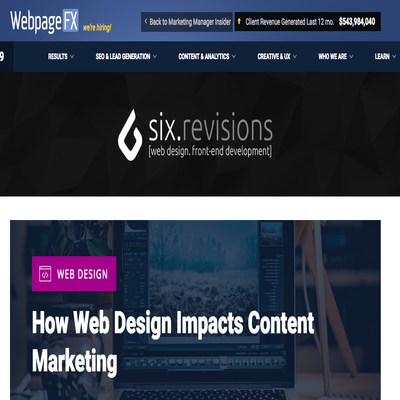 WebpageFX we're hiring!
Back to Marketing Manager Insider
Client Revenue Generated Last 12 mo. $543,984,040
9
RESULTS
SEO & LEAD GENERATION
CONTENT & ANALYTICS
CREATIVE & UX
WHO WE ARE
LEARN
six.revisions
[web design. front-end development]
WEB DESIGN
How Web Design Impacts Content
Marketing